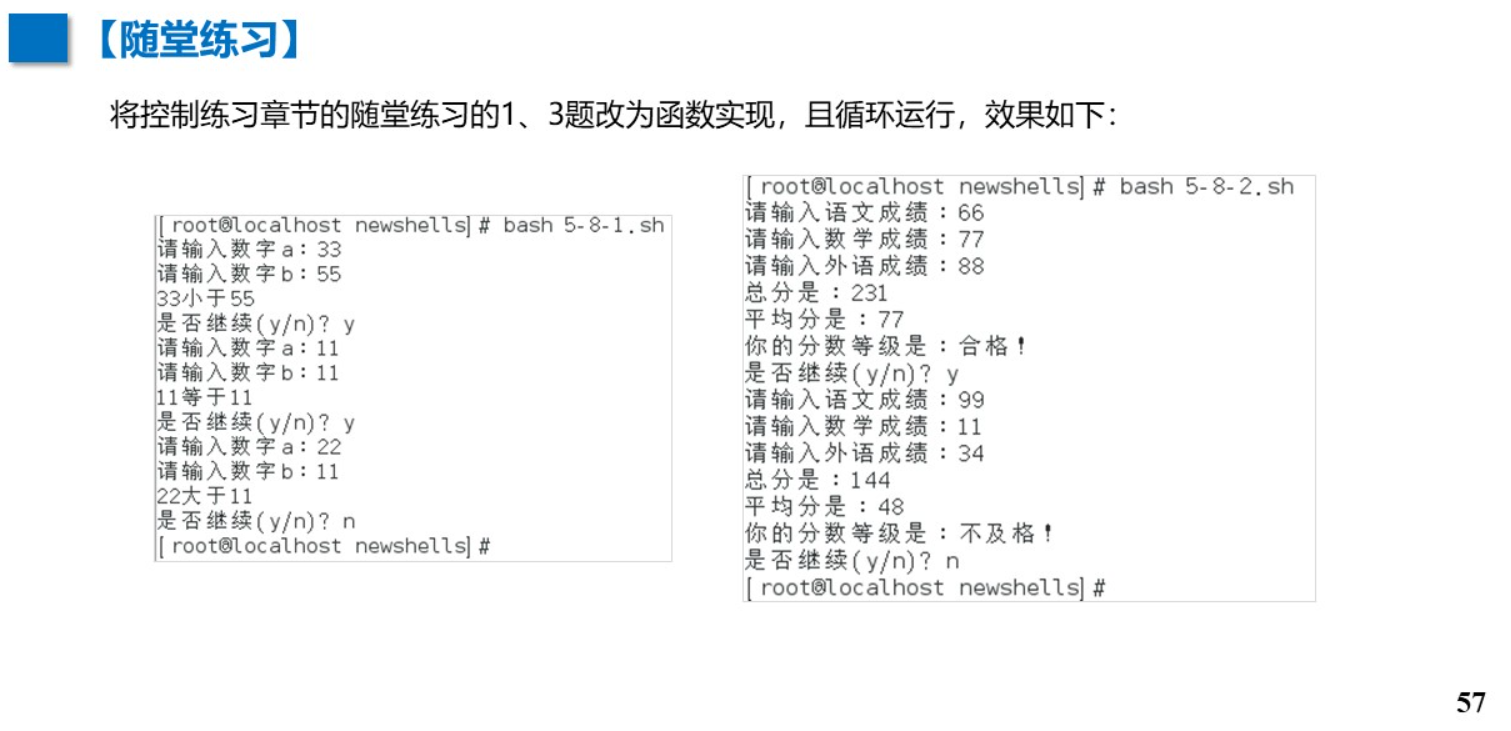 【随堂练习】
将控制练习章节的随堂练习的1、3题改为函数实现，且循环运行，效果如下：
[root@localhost newshells]# bash 5-8-1.sh
请输入数字a：33
请输入数字b：55
33小于55
是否继续(y/n)? y
请输入数字a：11
请输入数字b：11
11等于11
是否继续(y/n)? y
请输入数字a：22
请输入数字b：11
22大于11
是否继续(y/n)? n
[root@localhost newshells]#
[root@localhost newshells]# bash 5-8-2.sh
请输入语文成绩：66
请输入数学成绩：77
请输入外语成绩：88
总分是：231
平均分是：77
你的分数等级是：合格！
是否继续(y/n)? y
请输入语文成绩：99
请输入数学成绩：11
请输入外语成绩：34
总分是：144
平均分是：48
你的分数等级是：不及格！
是否继续(y/n)? n
[root@localhost newshells]#
57